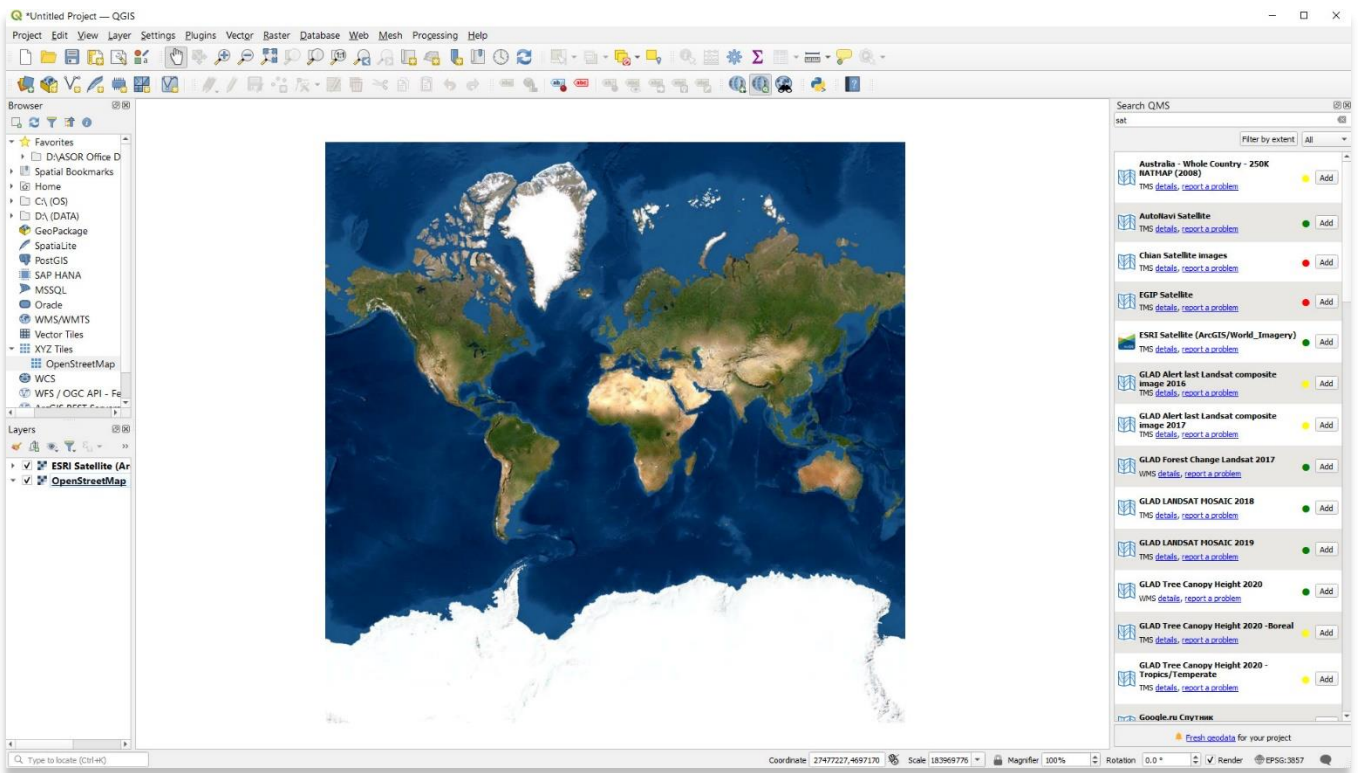 *Untitled Project — QGIS
Project Edit View Layer Settings Plugins Vector Raster Database Web Mesh Processing Help
Browser
Favorites
D:\ASOR Office D
Spatial Bookmarks
Home
C:\ (OS)
D:\ (DATA)
GeoPackage
SpatiaLite
PostGIS
SAP HANA
MSSQL
Oracle
WMS/WMTS
Vector Tiles
XYZ Tiles
OpenStreetMap
WCS
WFS / OGC API - Fe
Layers
ESRI Satellite (Ar
OpenStreetMap
Search QMS
sat
Filter by extent All
Australia - Whole Country - 250K
NATMAP (2008)
TMS details, report a problem
Add
AutoNavi Satellite
TMS details, report a problem
Add
Chian Satellite images
TMS details, report a problem
Add
EGIP Satellite
TMS details, report a problem
Add
ESRI Satellite (ArcGIS/World_Imagery)
TMS details, report a problem
Add
GLAD Alert last Landsat composite
image 2016
TMS details, report a problem
Add
GLAD Alert last Landsat composite
image 2017
TMS details, report a problem
Add
GLAD Forest Change Landsat 2017
WMS details, report a problem
Add
GLAD LANDSAT MOSAIC 2018
TMS details, report a problem
Add
GLAD LANDSAT MOSAIC 2019
TMS details, report a problem
Add
GLAD Tree Canopy Height 2020
WMS details, report a problem
Add
GLAD Tree Canopy Height 2020 -Boreal
TMS details, report a problem
Add
GLAD Tree Canopy Height 2020 -
Tropics/Temperate
TMS details, report a problem
Add
Google.ru Спутник
Fresh geodata for your project
Type to locate (Ctrl+K) Coordinate 27477227,4697170 Scale 183969776 Magnifier 100% Rotation 0.0 ° Render EPSG:3857